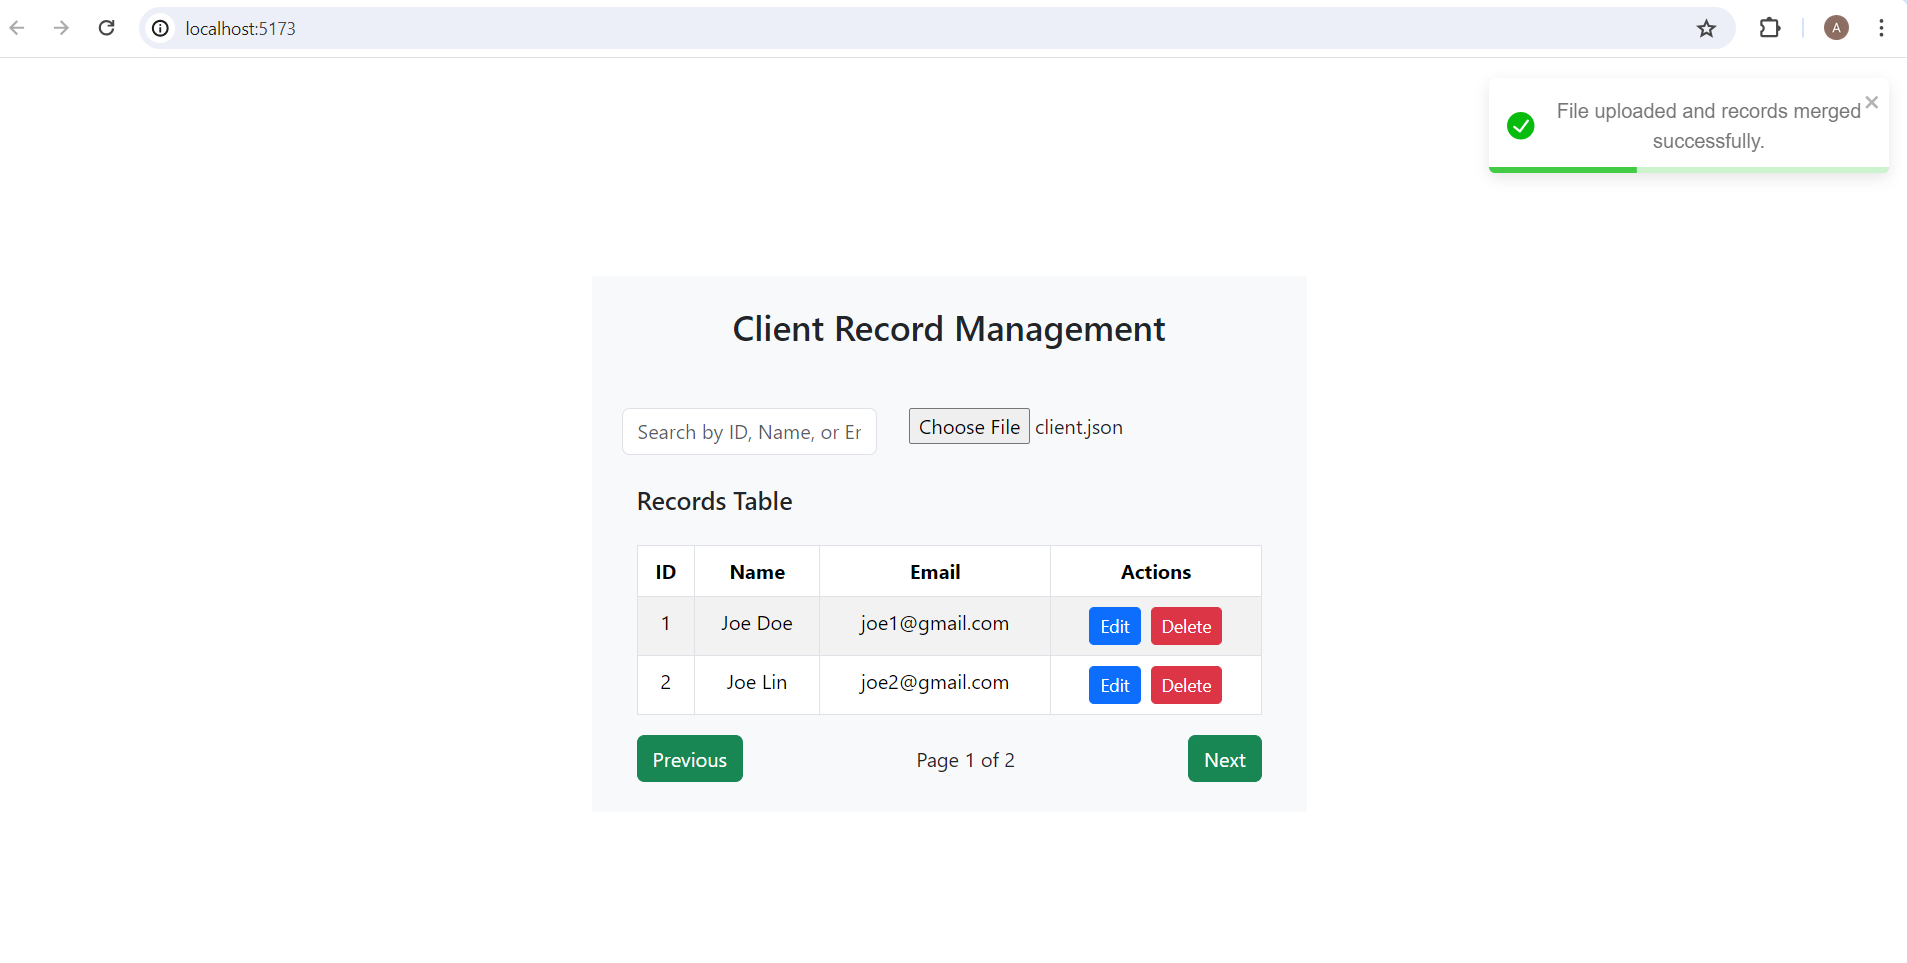 localhost:5173
A
File uploaded and records merged
successfully.
Client Record Management
Search by ID, Name, or Er
Choose File client.json
Records Table
ID Name Email Actions
1 Joe Doe joe1@gmail.com Edit Delete
2 Joe Lin joe2@gmail.com Edit Delete
Previous Page 1 of 2 Next